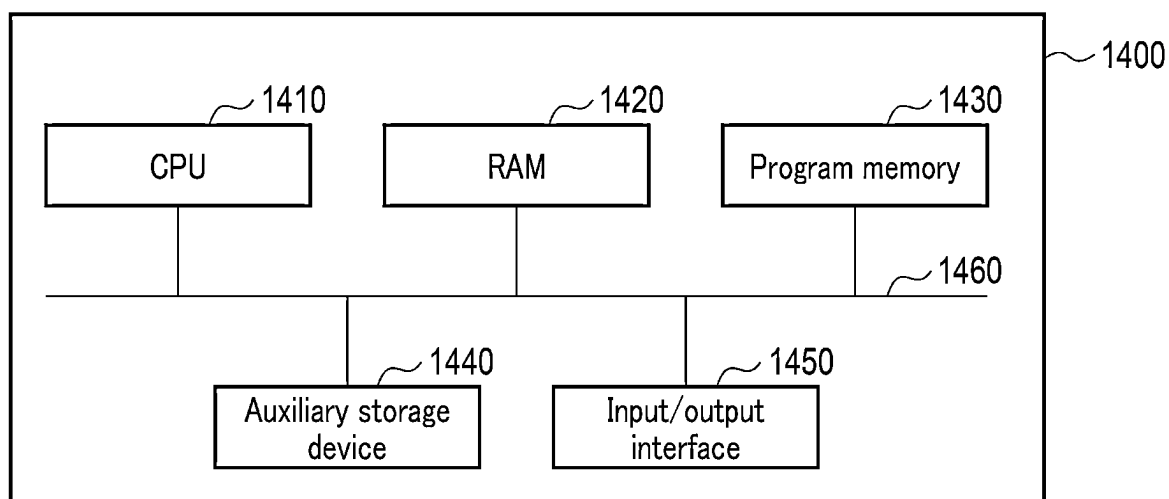 1400
1410
1420
1430
CPU
RAM
Program memory
1460
1440
1450
Auxiliary storage
device
Input/output
interface